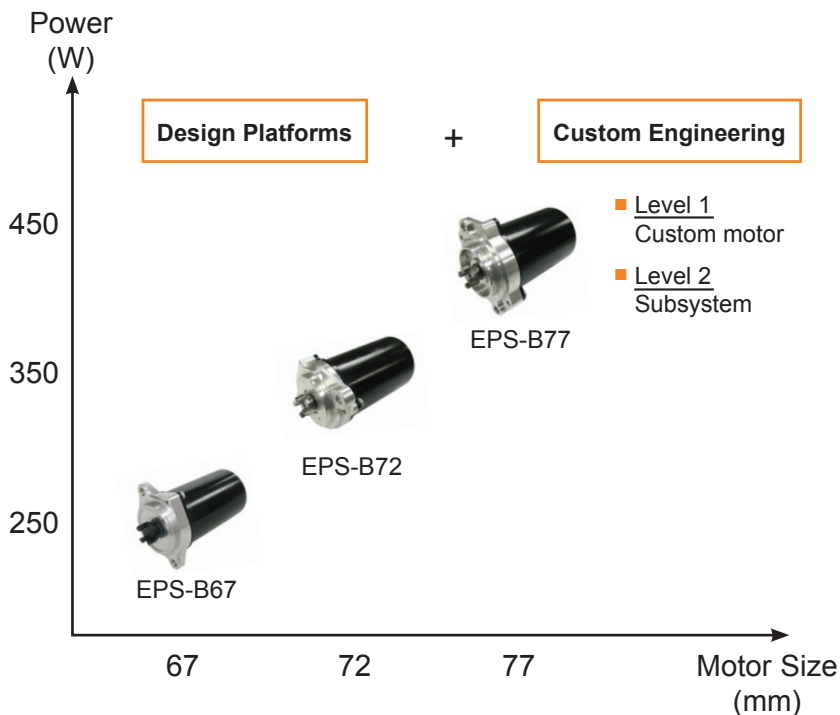 Power
(W)
Design Platforms
+
Custom Engineering
Level 1
Custom motor
Level 2
Subsystem
450
EPS-B77
350
EPS-B72
250
EPS-B67
67
72
77
Motor Size
(mm)